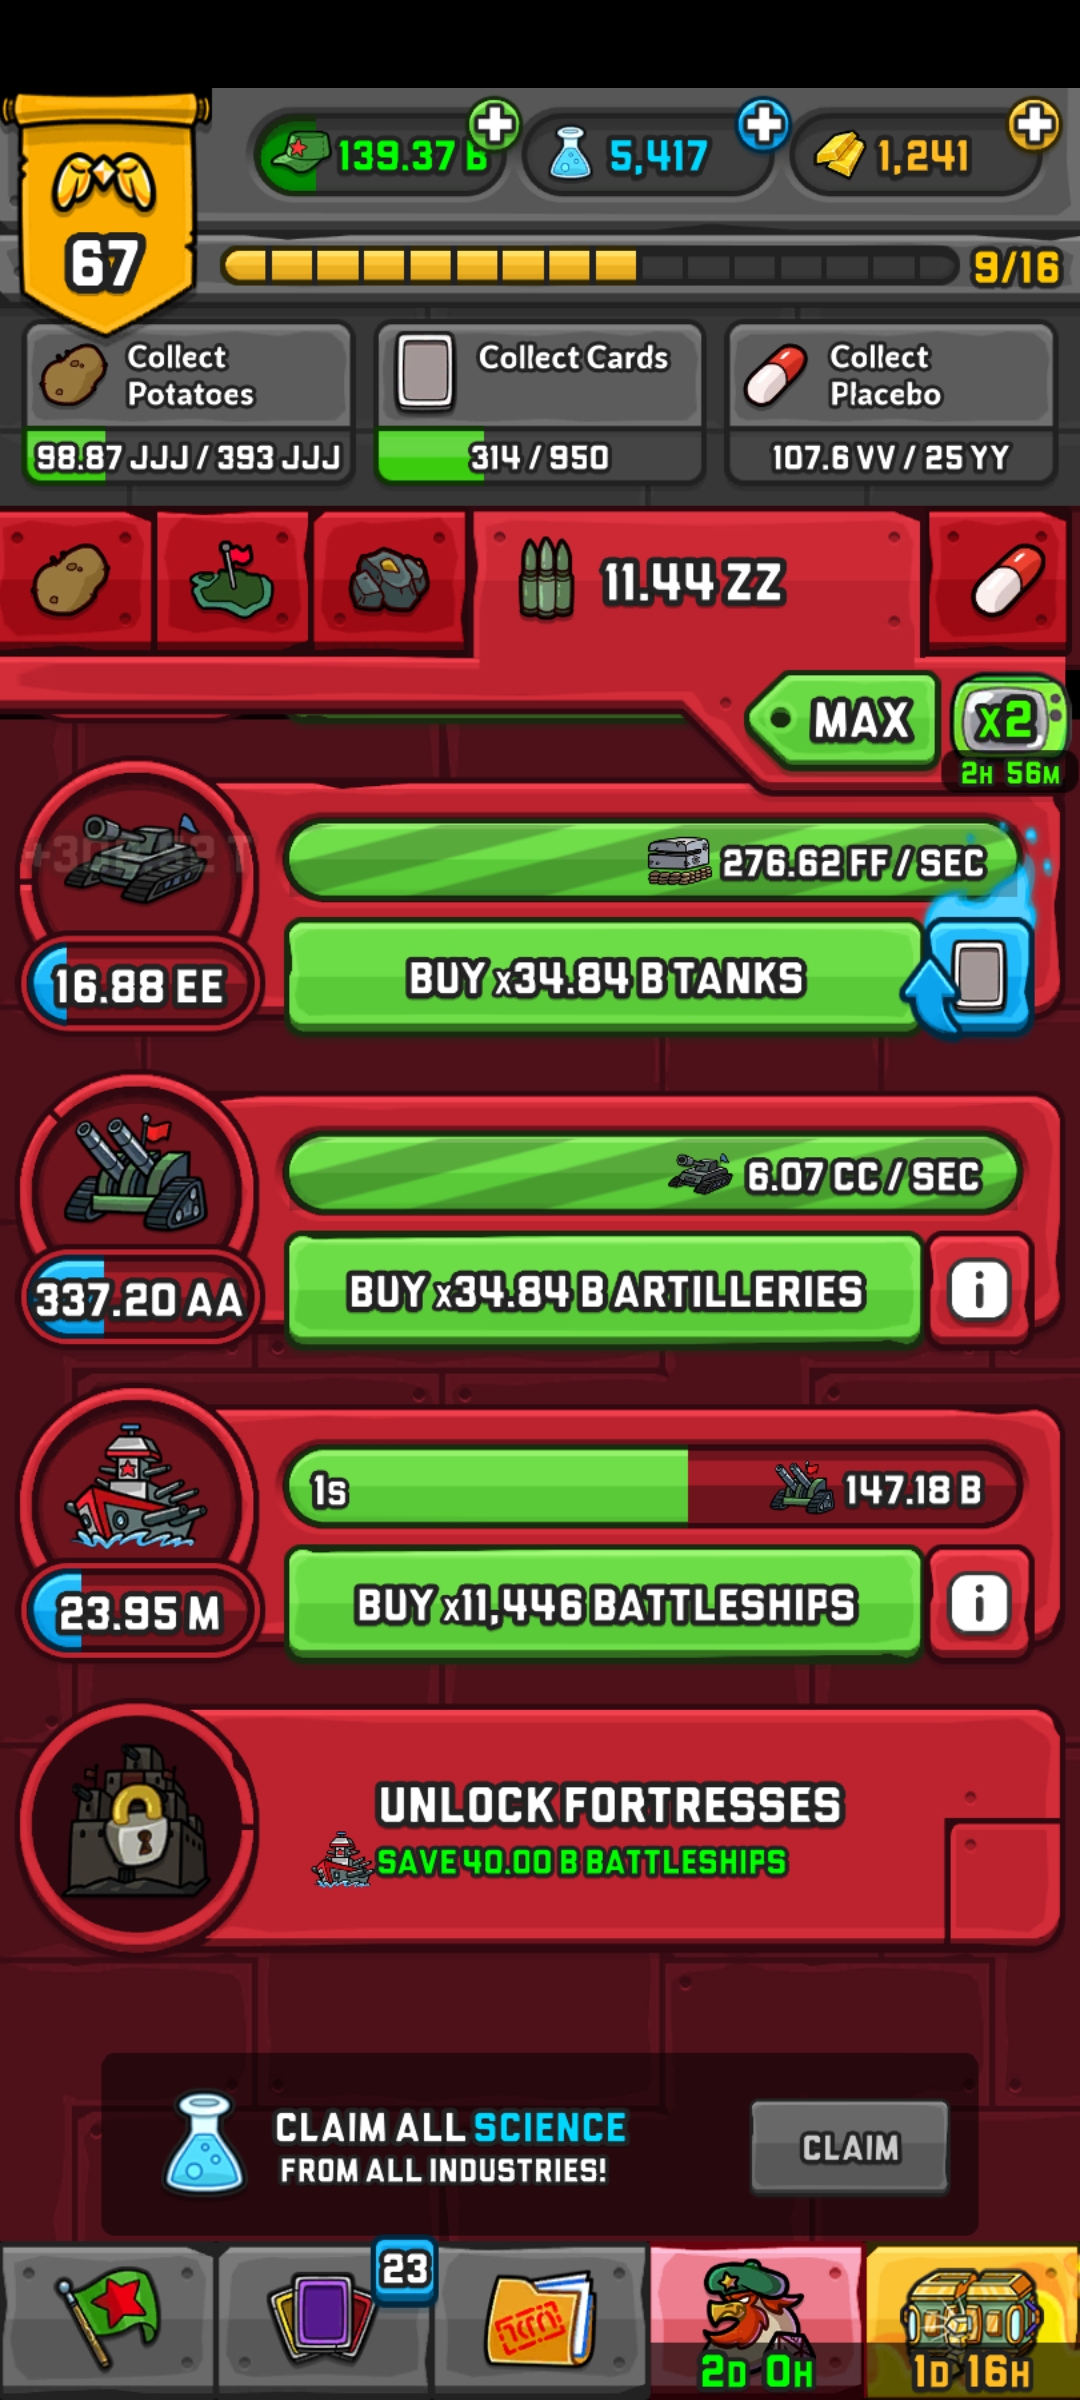 139.37 B
5,417
1,241
67
9/16
Collect
Potatoes
98.87 JJJ / 393 JJJ
Collect Cards
314 / 950
Collect
Placebo
107.6 VV / 25 YY
11.44 ZZ
MAX
x2
2H 56M
276.62 FF / SEC
16.88 EE
BUY x34.84 B TANKS
6.07 CC / SEC
337.20 AA
BUY x34.84 B ARTILLERIES
i
1s
147.18 B
23.95 M
BUY x11,446 BATTLESHIPS
i
UNLOCK FORTRESSES
SAVE 40.00 B BATTLESHIPS
CLAIM ALL SCIENCE
FROM ALL INDUSTRIES!
CLAIM
23
2D 0H
1D 16H